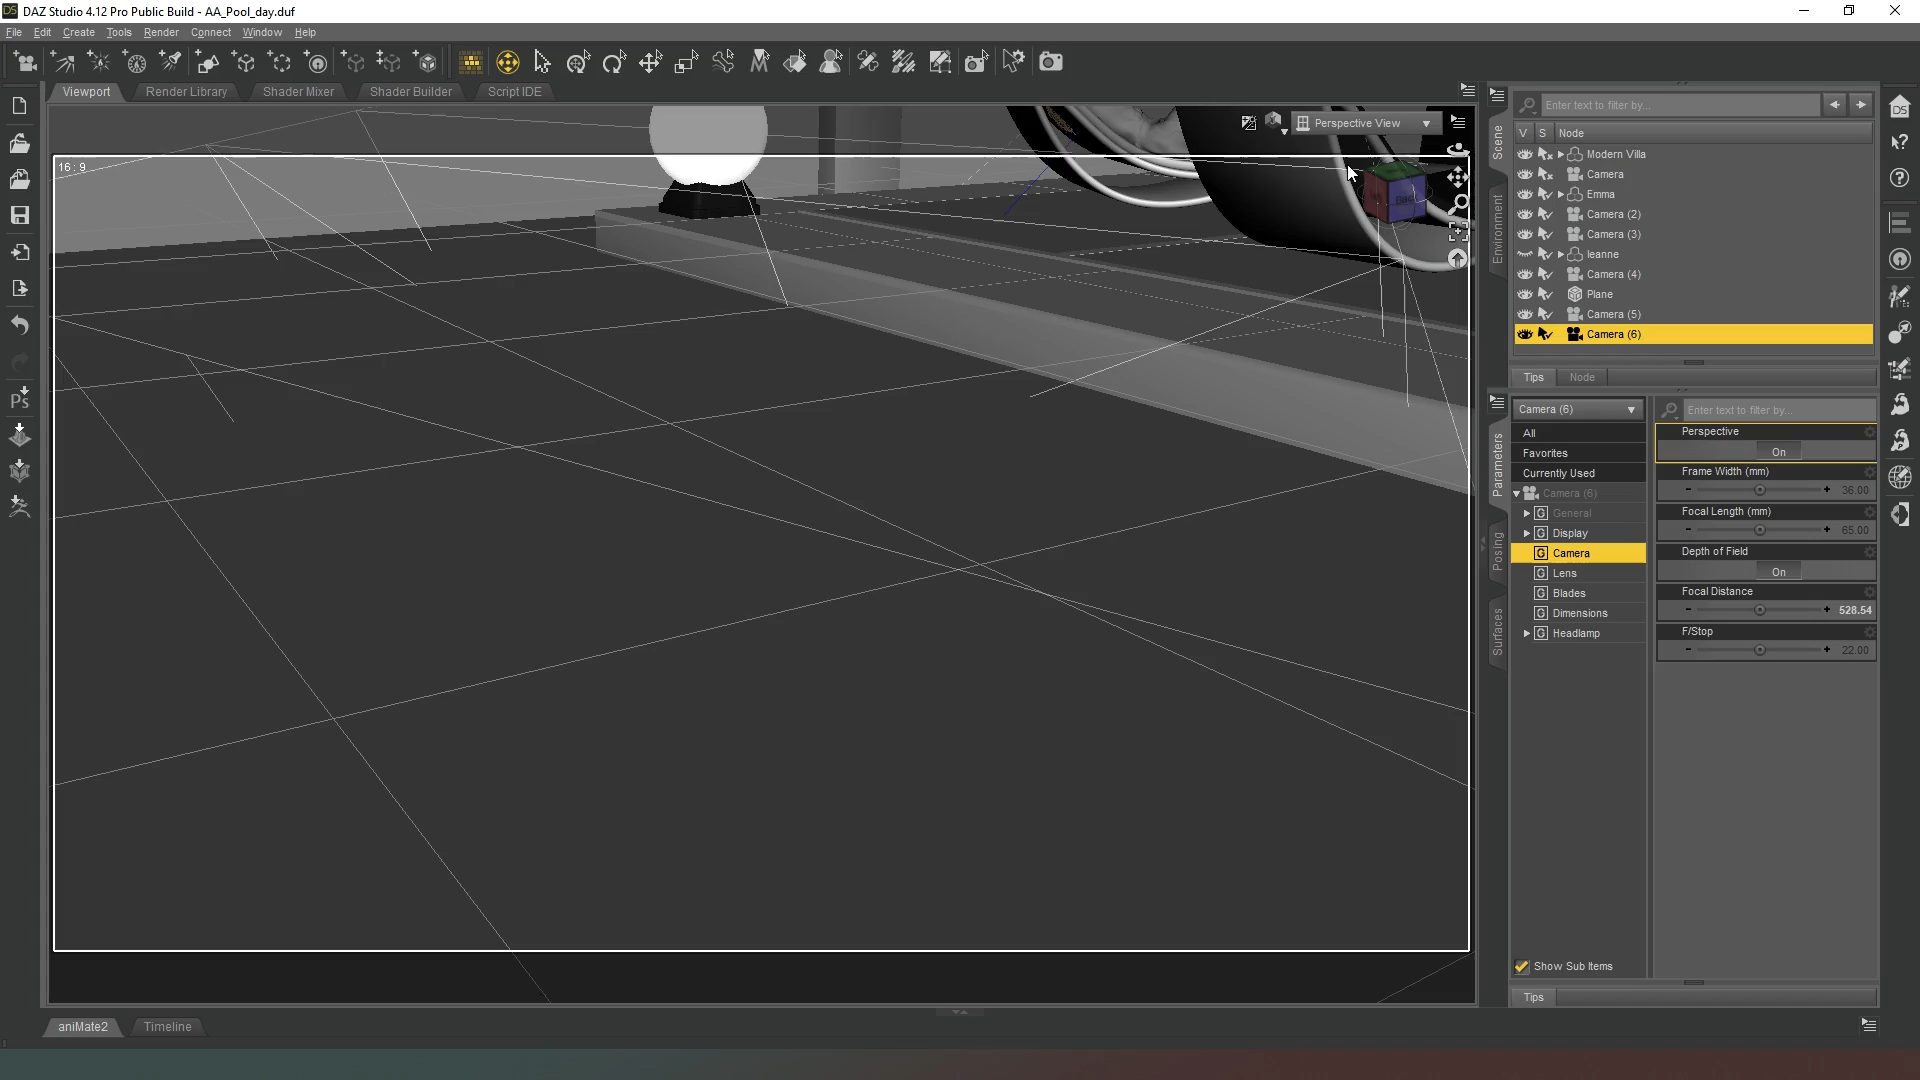 DAZ Studio 4.12 Pro Public Build - AA_Pool_day.duf
File Edit Create Tools Render Connect Window Help
Viewport Render Library Shader Mixer Shader Builder Script IDE
16 : 9
Perspective View
Scene
Environment
Enter text to filter by...
V S Node
Modern Villa
Camera
Emma
Camera (2)
Camera (3)
leanne
Camera (4)
Plane
Camera (5)
Camera (6)
Tips Node
Parameters
Posing
Surfaces
Camera (6)
All
Favorites
Currently Used
Camera (6)
General
Display
Camera
Lens
Blades
Dimensions
Headlamp
Show Sub Items
Enter text to filter by...
Perspective
On
Frame Width (mm)
- + 36.00
Focal Length (mm)
- + 65.00
Depth of Field
On
Focal Distance
- + 528.54
F/Stop
- + 22.00
Tips
aniMate2 Timeline